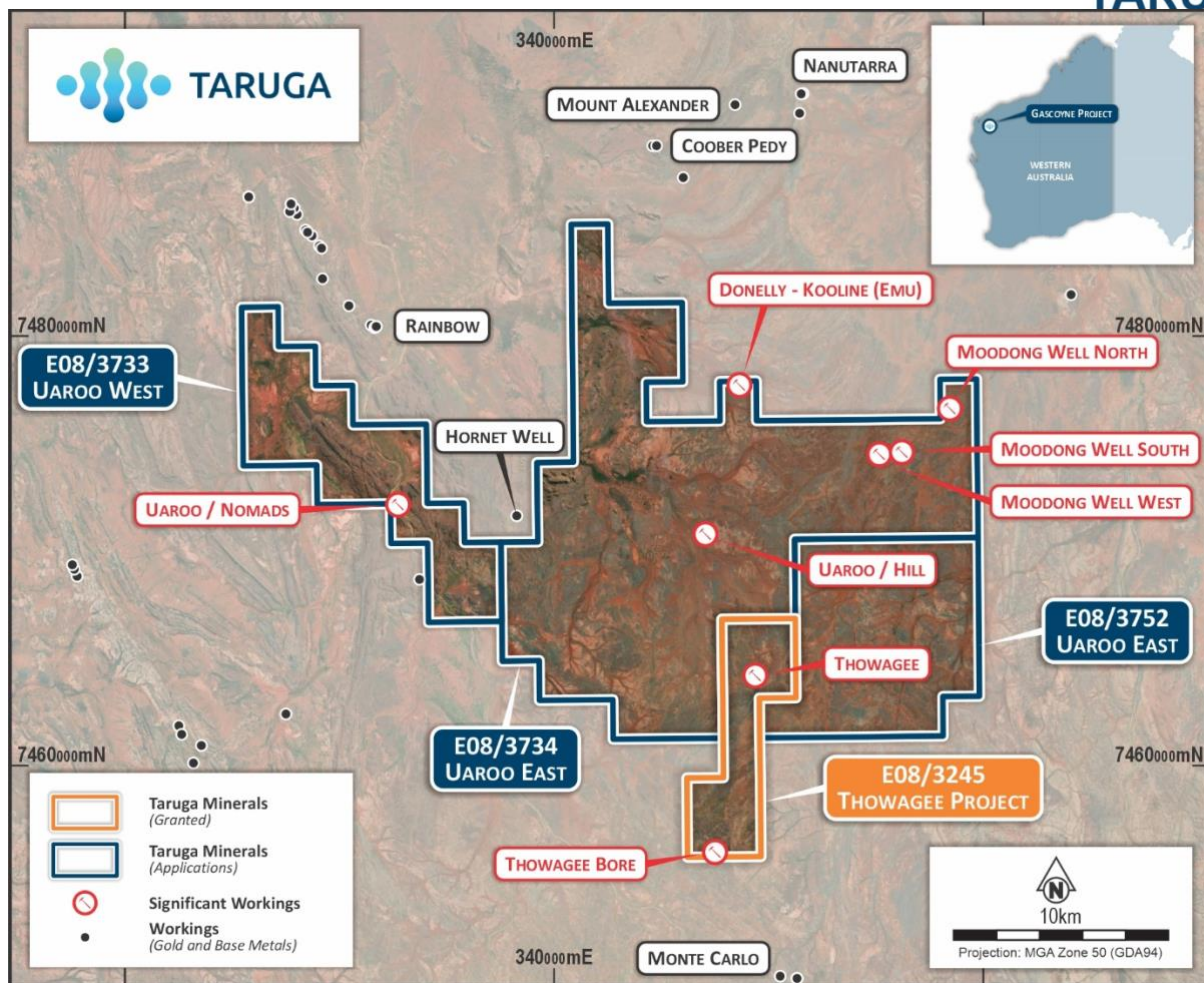 TARUGA
340000mE
NANUTARRA
MOUNT ALEXANDER
COOBER PEDY
GASCOYNE PROJECT
WESTERN
AUSTRALIA
DONELLY - KOOLINE (EMU)
7480000mN
RAINBOW
7480000mN
MOODONG WELL NORTH
E08/3733
UAROO WEST
HORNET WELL
MOODONG WELL SOUTH
UAROO / NOMADS
MOODONG WELL WEST
UAROO / HILL
E08/3752
UAROO EAST
THOWAGEE
E08/3734
UAROO EAST
7460000mN
7460000mN
E08/3245
THOWAGEE PROJECT
THOWAGEE BORE
Taruga Minerals
(Granted)
Taruga Minerals
(Applications)
Significant Workings
Workings
(Gold and Base Metals)
340000mE
MONTE CARLO
N
10km
Projection: MGA Zone 50 (GDA94)